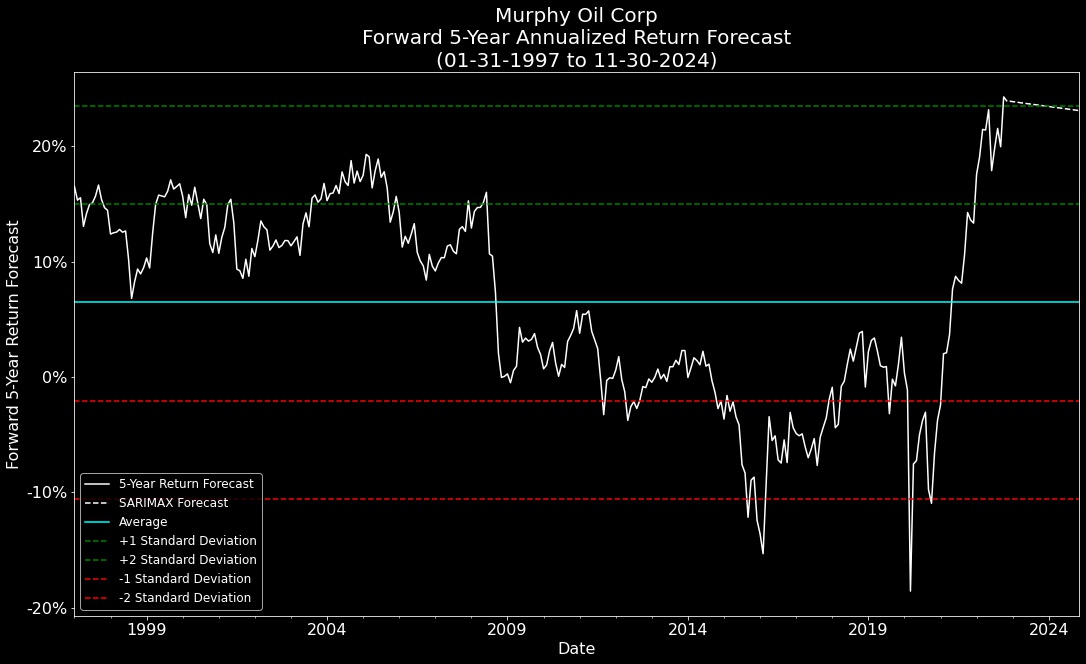 Murphy Oil Corp
Forward 5-Year Annualized Return Forecast
(01-31-1997 to 11-30-2024)
Forward 5-Year Return Forecast
20%
10%
0%
-10%
-20%
5-Year Return Forecast
SARIMAX Forecast
Average
+1 Standard Deviation
+2 Standard Deviation
-1 Standard Deviation
-2 Standard Deviation
1999
2004
2009
2014
2019
2024
Date